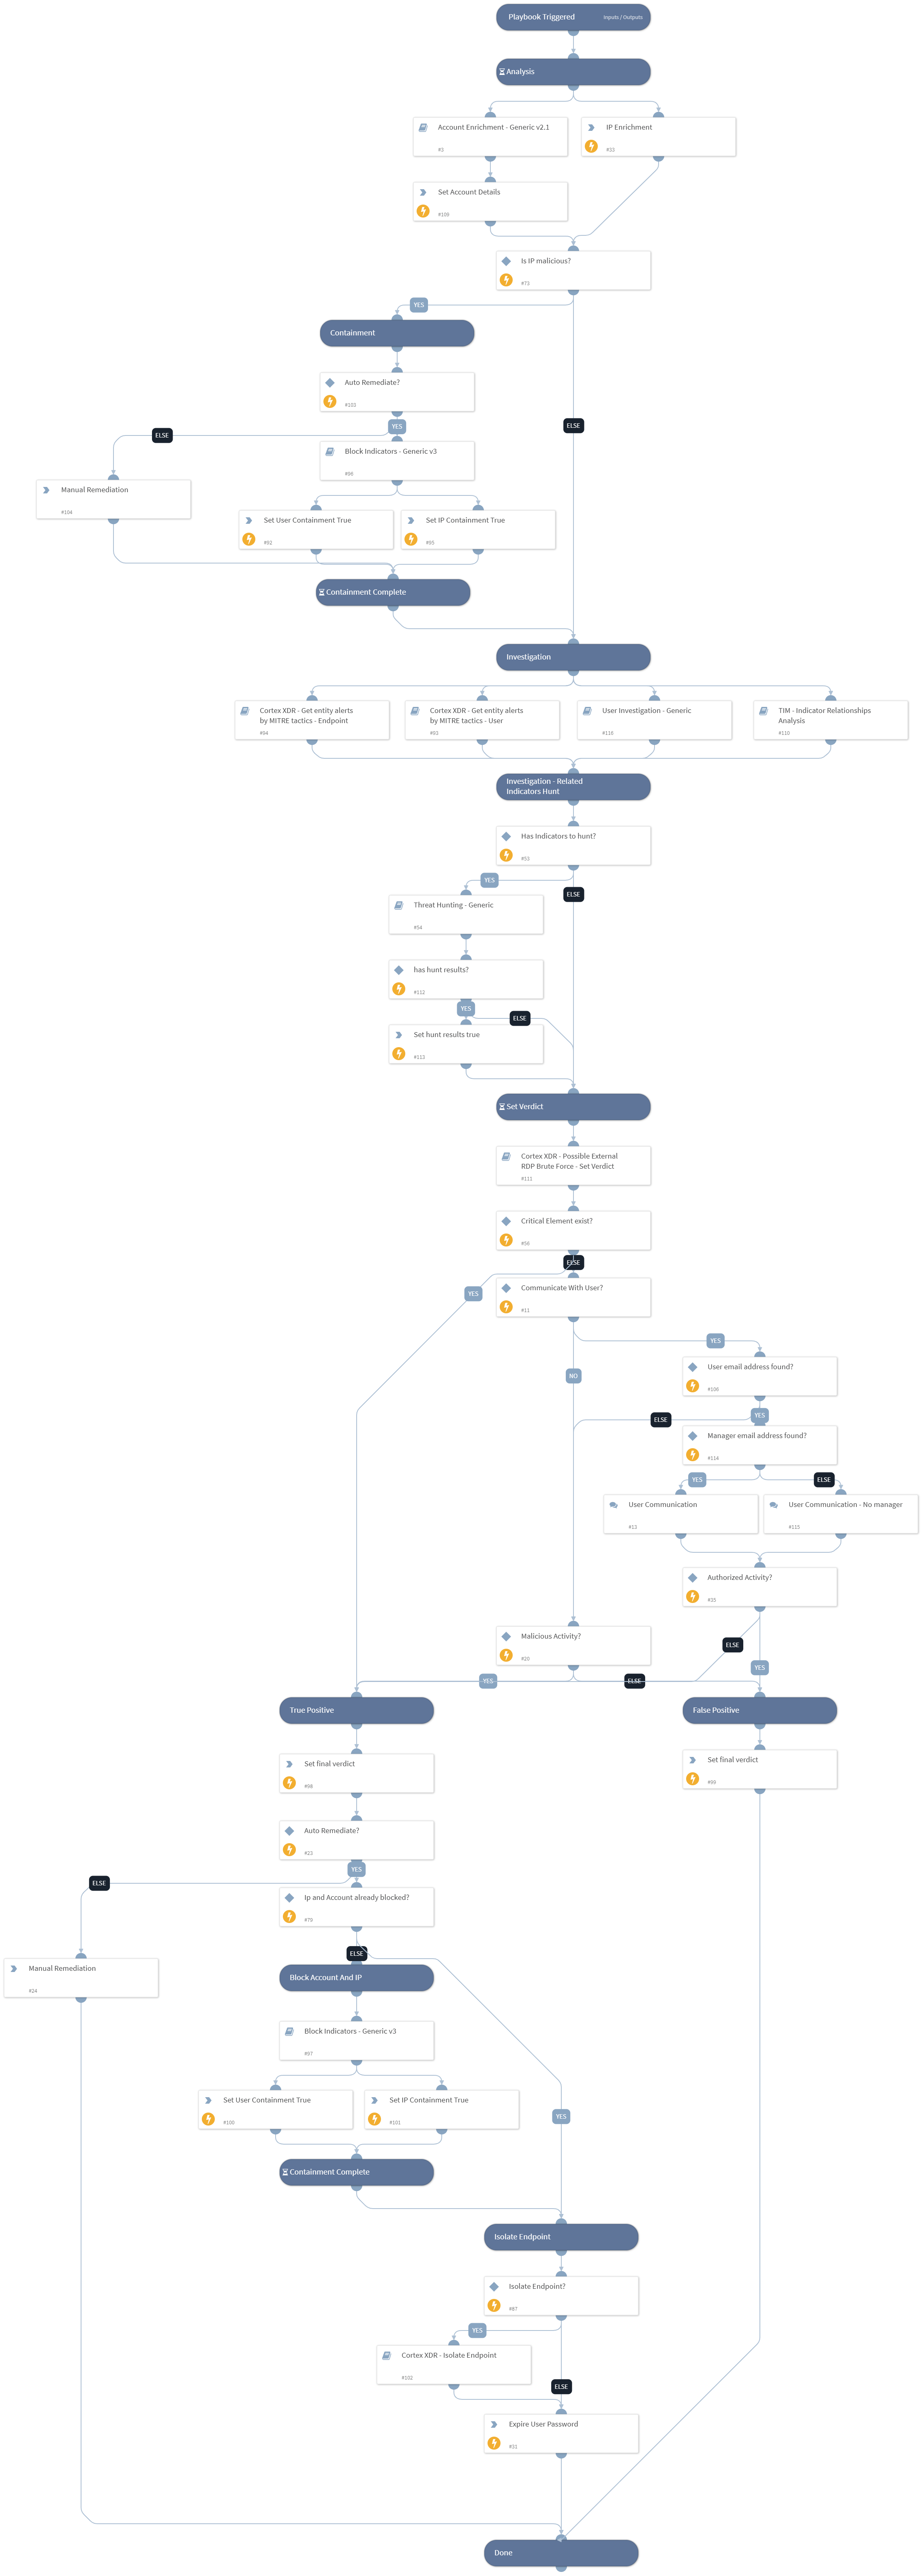 Playbook Triggered
Inputs / Outputs
Analysis
Account Enrichment - Generic v2.1
#3
IP Enrichment
#22
Set Account Details
#109
Is IP malicious?
#73
YES
Containment
ELSE
Auto Remediate?
#103
YES
ELSE
Block Indicators - Generic v3
#90
Manual Remediation
#104
Set User Containment True
#92
Set IP Containment True
#95
Containment Complete
Investigation
Cortex XDR - Get entity alerts
by MITRE tactics - Endpoint
#84
Cortex XDR - Get entity alerts
by MITRE tactics - User
#83
User Investigation - Generic
TIM - Indicator Relationships
Analysis
#110
Investigation - Related
Indicators Hunt
Has Indicators to hunt?
#53
YES
ELSE
Threat Hunting - Generic
#54
has hunt results?
#112
YES
ELSE
Set hunt results true
#113
Set Verdict
Cortex XDR - Possible External
RDP Brute Force - Set Verdict
#111
Critical Element exist?
#56
ELSE
YES
Communicate With User?
#11
YES
NO
User email address found?
#106
YES
ELSE
Manager email address found?
#114
YES
ELSE
User Communication
#13
User Communication - No manager
#115
Authorized Activity?
#35
Malicious Activity?
#20
ELSE
YES
YES
ELSE
True Positive
False Positive
Set final verdict
#98
Set final verdict
#99
Auto Remediate?
#23
YES
ELSE
Ip and Account already blocked?
#79
ELSE
Manual Remediation
#24
Block Account And IP
Block Indicators - Generic v3
#97
Set User Containment True
#100
Set IP Containment True
#101
YES
Containment Complete
Isolate Endpoint
Isolate Endpoint?
#87
YES
Cortex XDR - Isolate Endpoint
#102
ELSE
Expire User Password
#31
Done